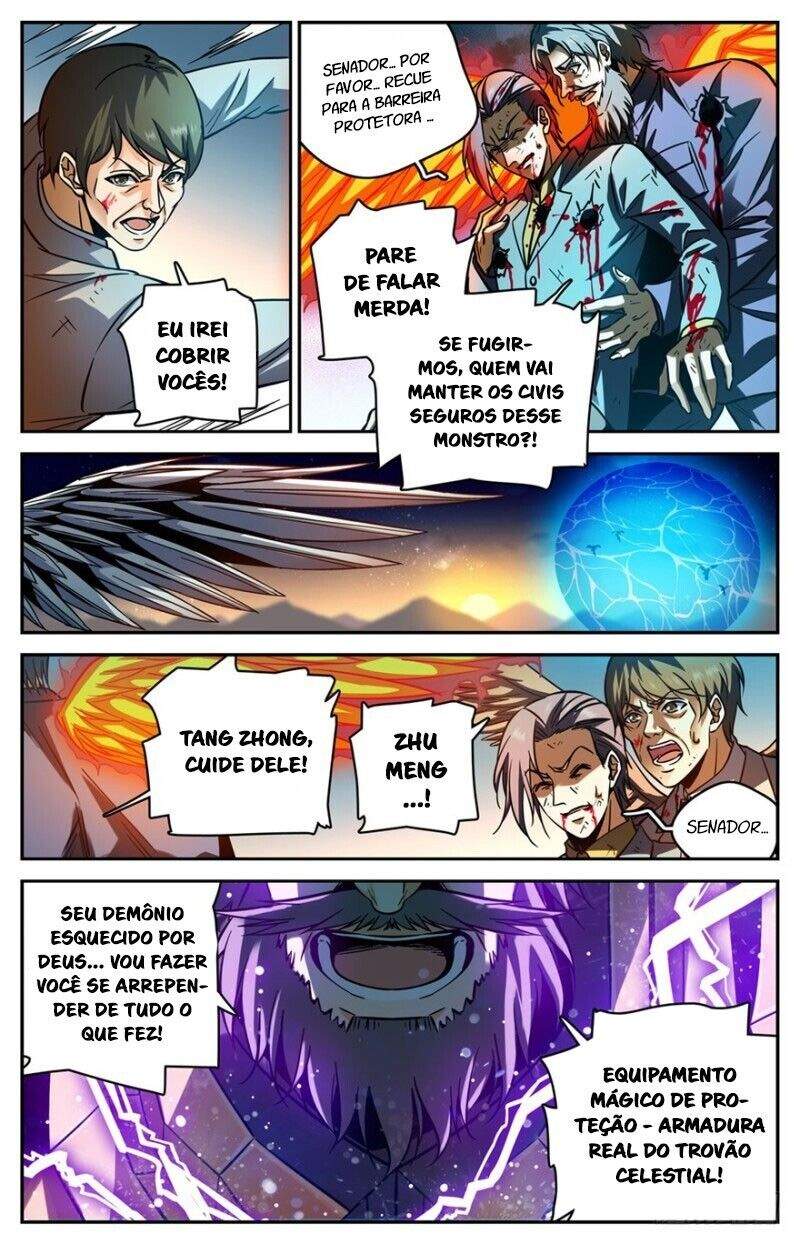 EU IREI
COBRIR
VOCÊS!
SENADOR... POR
FAVOR... RECUE
PARA A BARREIRA
PROTETORA ...
PARE
DE FALAR
MERDA!
SE FUGIR-
MOS, QUEM VAI
MANTER OS CIVIS
SEGUROS DESSE
MONSTRO?!
TANG ZHONG,
CUIDE DELE!
ZHU
MENG
...!
SENADOR...
SEU DEMÔNIO
ESQUECIDO POR
DEUS... VOU FAZER
VOCÊ SE ARREPEN-
DER DE TUDO O
QUE FEZ!
EQUIPAMENTO
MÁGICO DE PRO-
TEÇÃO - ARMADURA
REAL DO TROVÃO
CELESTIAL!